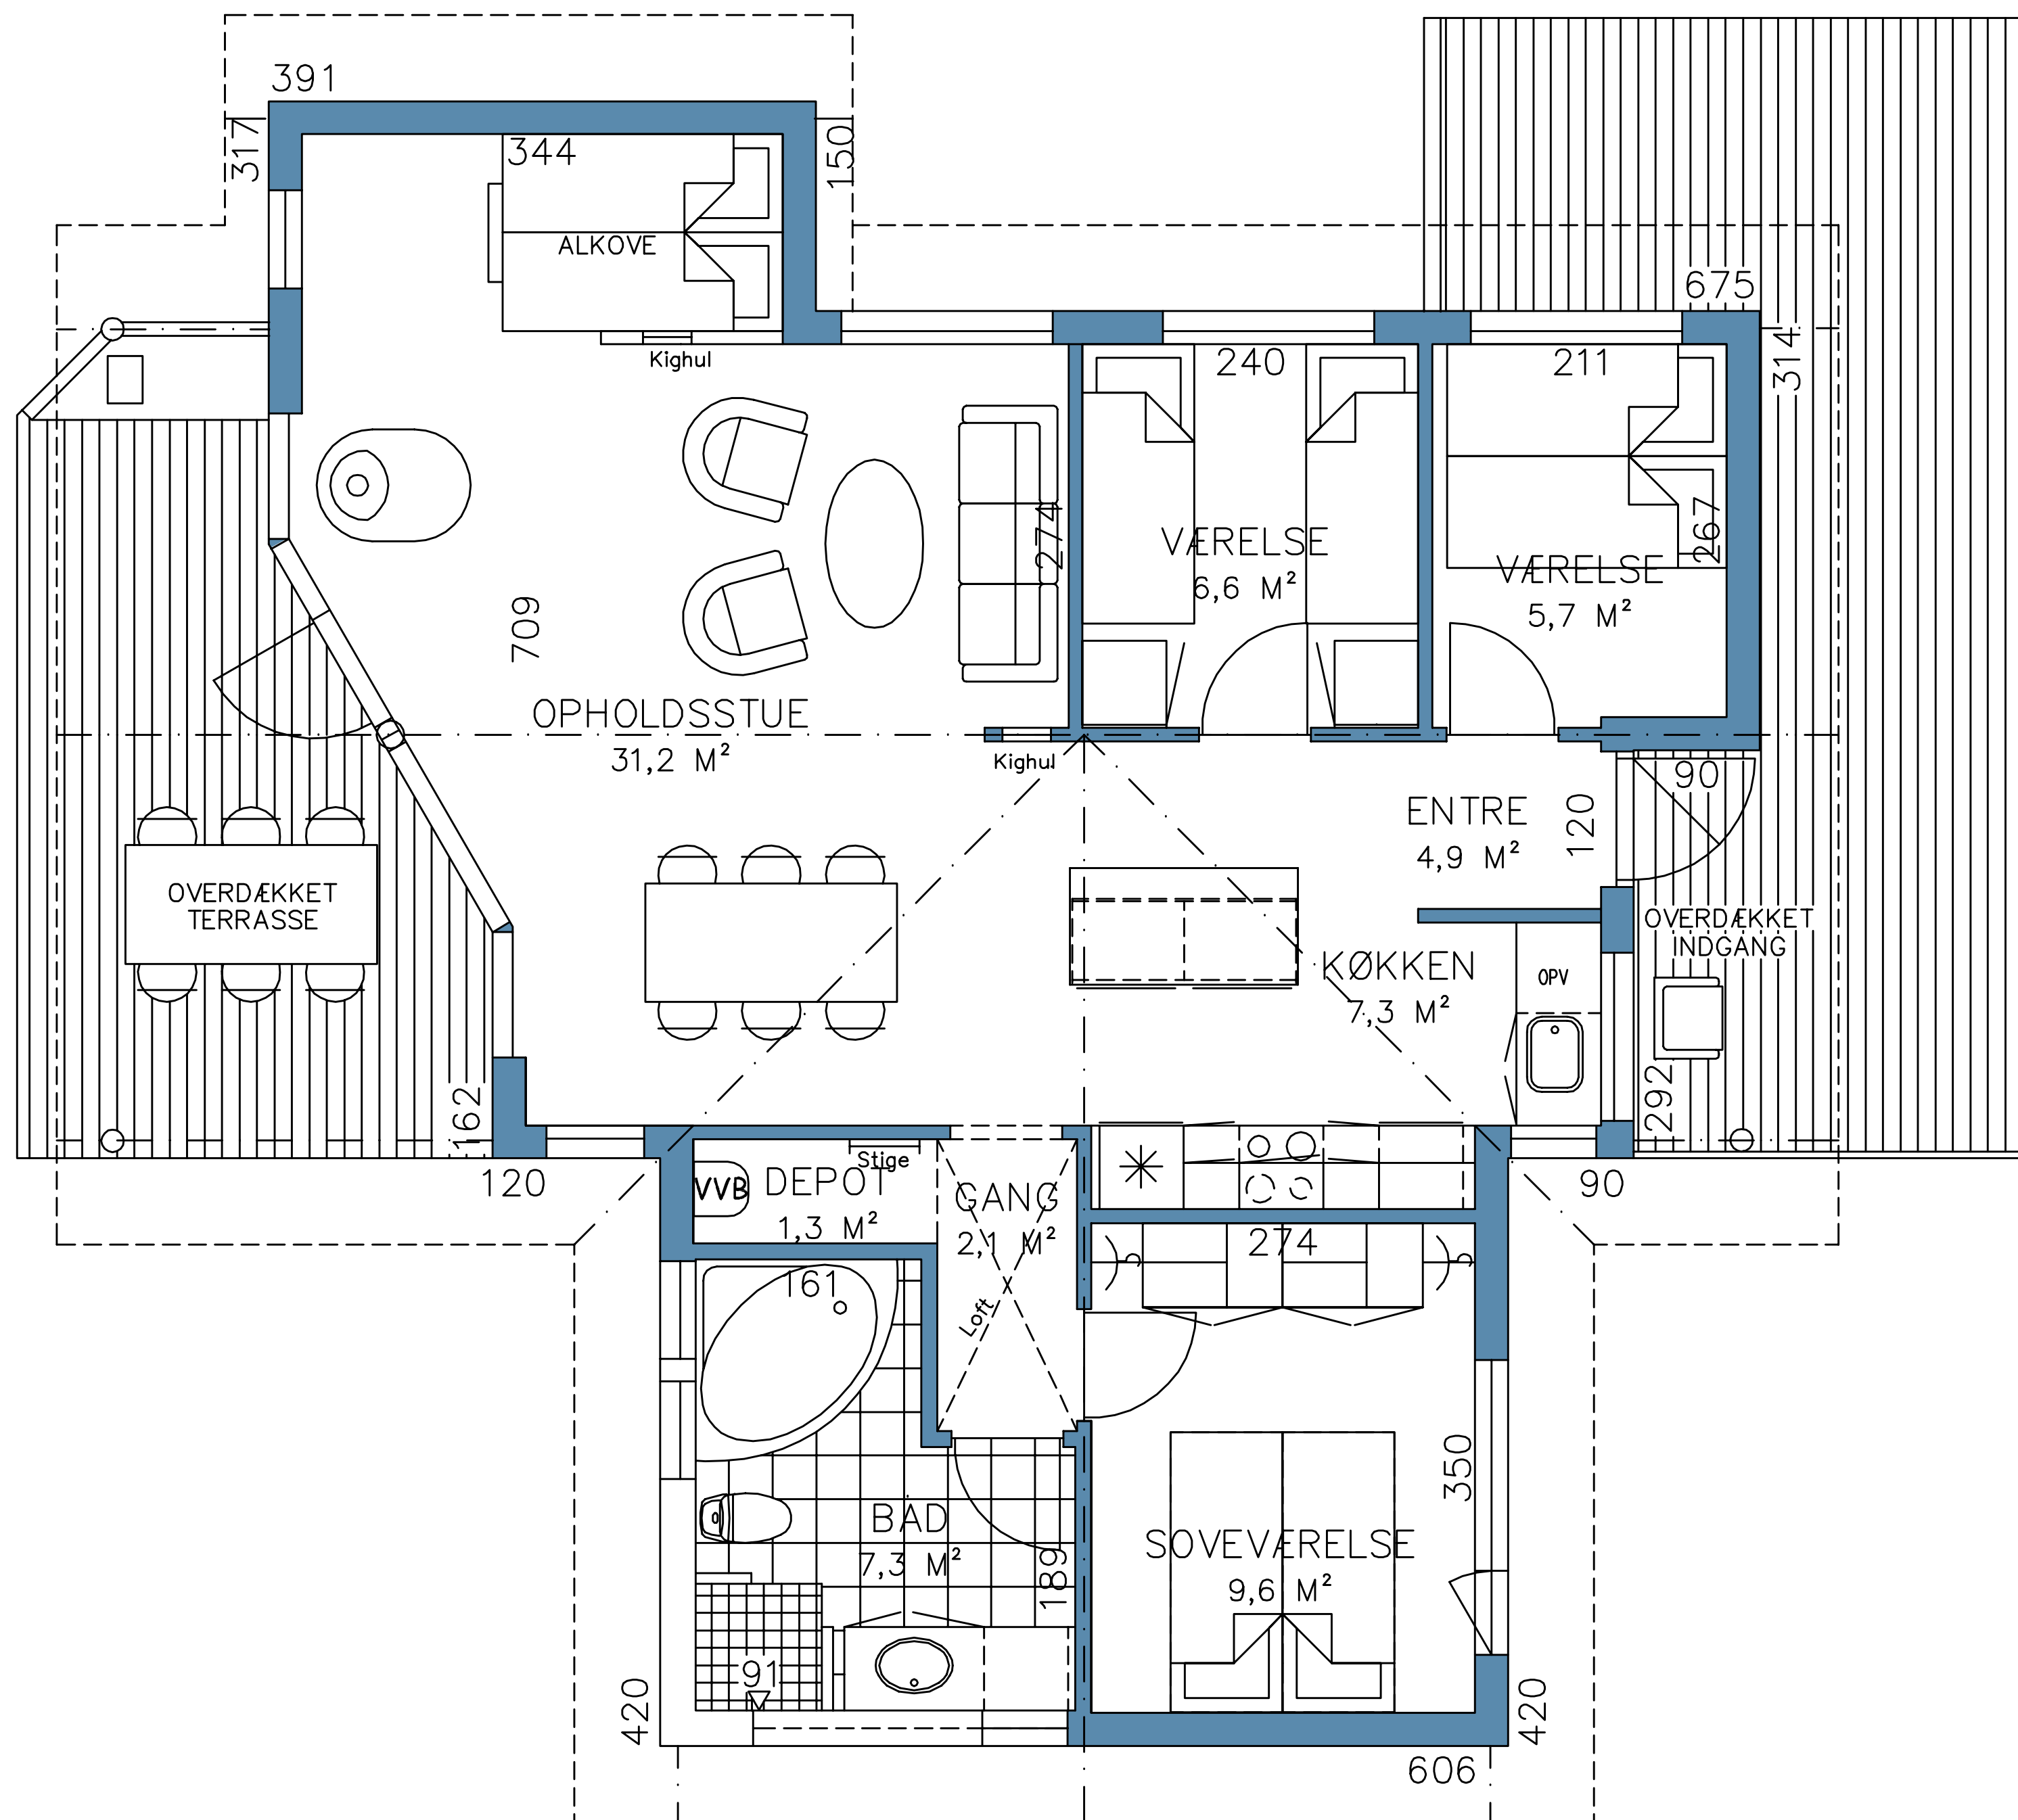 391
317
344
150
ALKOVE
Kighul
675
314
240
211
274
267
VÆRELSE
6,6 M²
VÆRELSE
5,7 M²
709
OPHOLDSSTUE
31,2 M²
Kighul
90
120
ENTRE
4,9 M²
OVERDÆKKET
TERRASSE
OVERDÆKKET
INDGANG
KØKKEN
7,3 M²
OPV
292
162
120
90
Stige
VVB
DEPOT
1,3 M²
GANG
2,1 M²
274
161
Loft
350
BAD
7,3 M²
189
SOVEVÆRELSE
9,6 M²
91
420
420
606